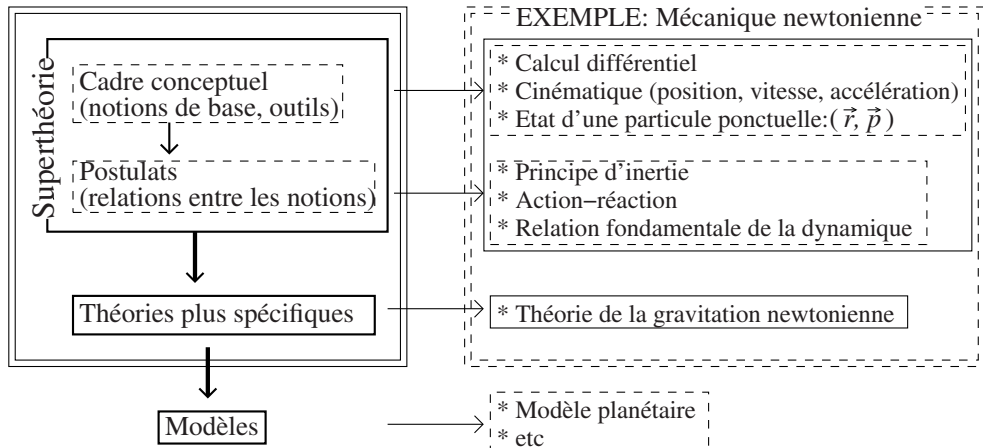 EXEMPLE: Mécanique newtonienne
Superthéorie
Cadre conceptuel
(notions de base, outils)
* Calcul différentiel
* Cinématique (position, vitesse, accélération)
* Etat d'une particule ponctuelle:(r⃗, p⃗)
Postulats
(relations entre les notions)
* Principe d'inertie
* Action−réaction
* Relation fondamentale de la dynamique
Théories plus spécifiques
* Théorie de la gravitation newtonienne
Modèles
* Modèle planétaire
* etc